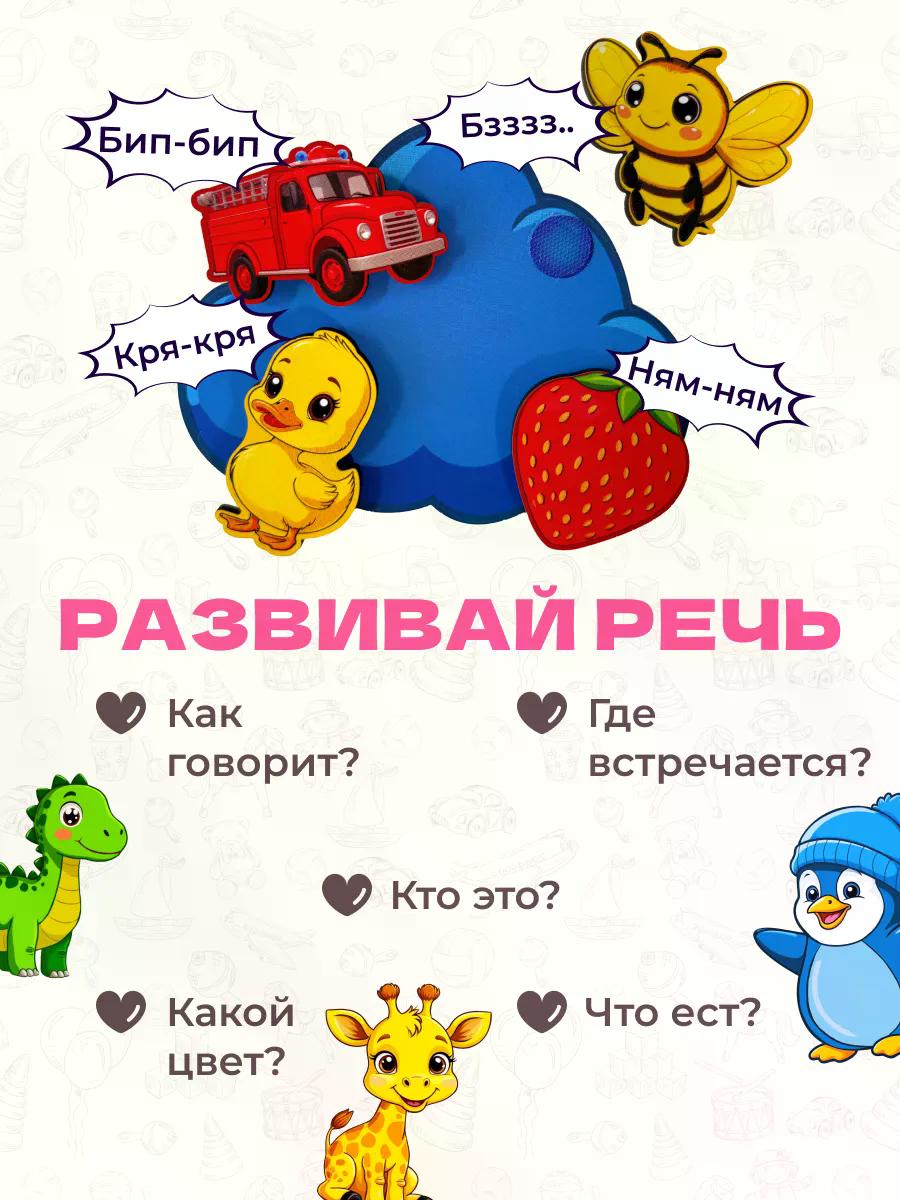 Бип-бип
Бзззз..
Кря-кря
Ням-ням
РАЗВИВАЙ РЕЧЬ
Как
говорит?
Где
встречается?
Кто это?
Какой
цвет?
Что ест?